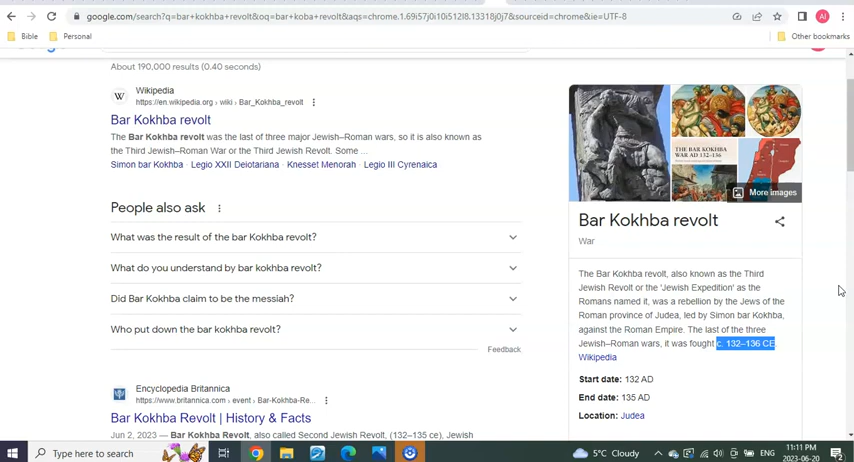 google.com/search?q=bar+kokhba+revolt&oq=bar+koba+revolt&aqs=chrome.1.69i57j0i10i512l8.13318j0j7&sourceid=chrome&ie=UTF-8
AI
Bible
Personal
Other bookmarks
About 190,000 results (0.40 seconds)
W
Wikipedia
https://en.wikipedia.org › wiki › Bar_Kokhba_revolt
Bar Kokhba revolt
The Bar Kokhba revolt was the last of three major Jewish–Roman wars, so it is also known as
the Third Jewish–Roman War or the Third Jewish Revolt. Some ...
Simon bar Kokhba · Legio XXII Deiotariana · Knesset Menorah · Legio III Cyrenaica
People also ask
What was the result of the bar Kokhba revolt?
What do you understand by bar kokhba revolt?
Did Bar Kokhba claim to be the messiah?
Who put down the bar kokhba revolt?
Feedback
Encyclopedia Britannica
https://www.britannica.com › event › Bar-Kokhba-Re...
Bar Kokhba Revolt | History & Facts
Jun 2, 2023 — Bar Kokhba Revolt, also called Second Jewish Revolt, (132–135 ce), Jewish
THE BAR KOKHBA
WAR AD 132–136
More images
Bar Kokhba revolt
War
The Bar Kokhba revolt, also known as the Third
Jewish Revolt or the 'Jewish Expedition' as the
Romans named it, was a rebellion by the Jews of the
Roman province of Judea, led by Simon bar Kokhba,
against the Roman Empire. The last of the three
Jewish–Roman wars, it was fought c. 132–136 CE
Wikipedia
Start date: 132 AD
End date: 135 AD
Location: Judea
Type here to search
5°C Cloudy
ENG
11:11 PM
2023-06-20
2